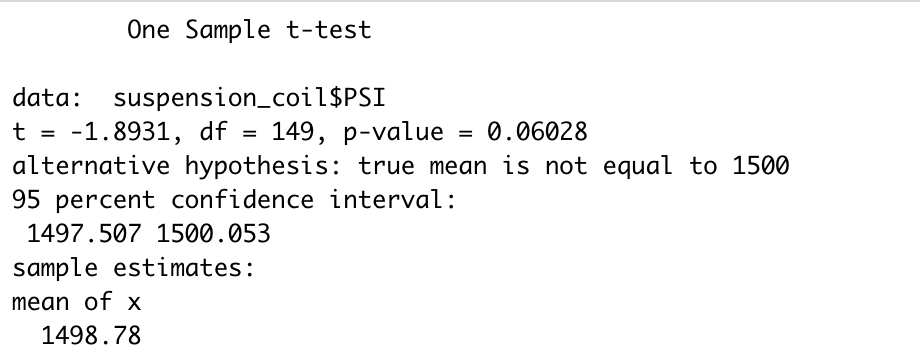 One Sample t-test
data:  suspension_coil$PSI
t = -1.8931, df = 149, p-value = 0.06028
alternative hypothesis: true mean is not equal to 1500
95 percent confidence interval:
1497.507 1500.053
sample estimates:
mean of x
1498.78